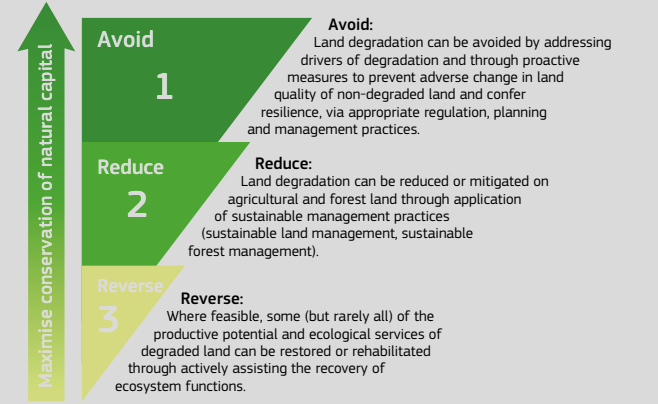 Maximise conservation of natural capital
Avoid
1
Avoid:
Land degradation can be avoided by addressing
drivers of degradation and through proactive
measures to prevent adverse change in land
quality of non-degraded land and confer
resilience, via appropriate regulation, planning
and management practices.
Reduce
2
Reduce:
Land degradation can be reduced or mitigated on
agricultural and forest land through application
of sustainable management practices
(sustainable land management, sustainable
forest management).
Reverse
3
Reverse:
Where feasible, some (but rarely all) of the
productive potential and ecological services of
degraded land can be restored or rehabilitated
through actively assisting the recovery of
ecosystem functions.